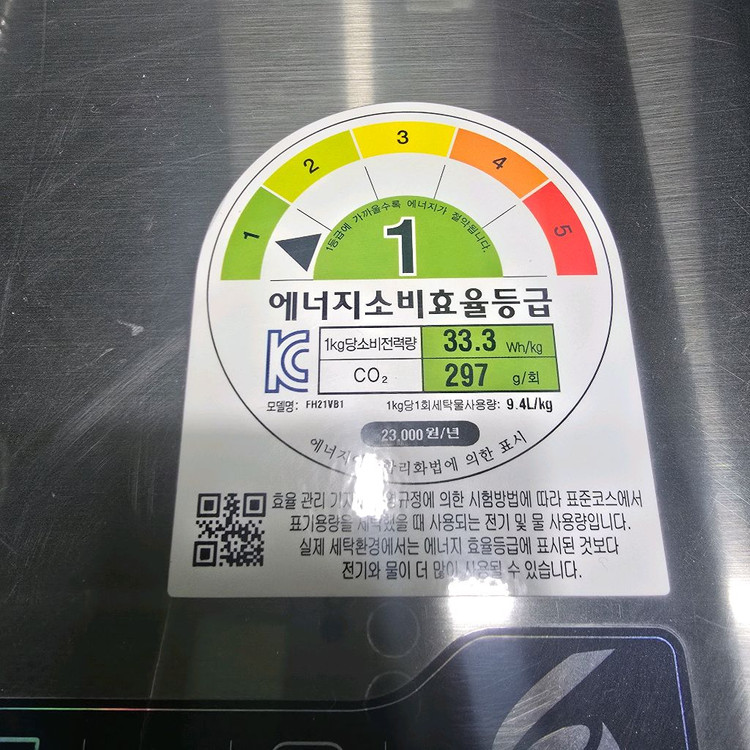 1 2 3 4 5
1등급에 가까울수록 에너지가 절약됩니다.
1
에너지소비효율등급
1kg당소비전력량 33.3 Wh/kg
CO₂ 297 g/회
모델명: FH21VB1 1kg당1회세탁물사용량: 9.4L/kg
23,000원/년
에너지 합리화법에 의한 표시
효율 관리 규정에 의한 시험방법에 따라 표준코스에서
표기용량을 세탁했을 때 사용되는 전기 및 물 사용량입니다.
실제 세탁환경에서는 에너지 효율등급에 표시된 것보다
전기와 물이 더 많이 사용될 수 있습니다.